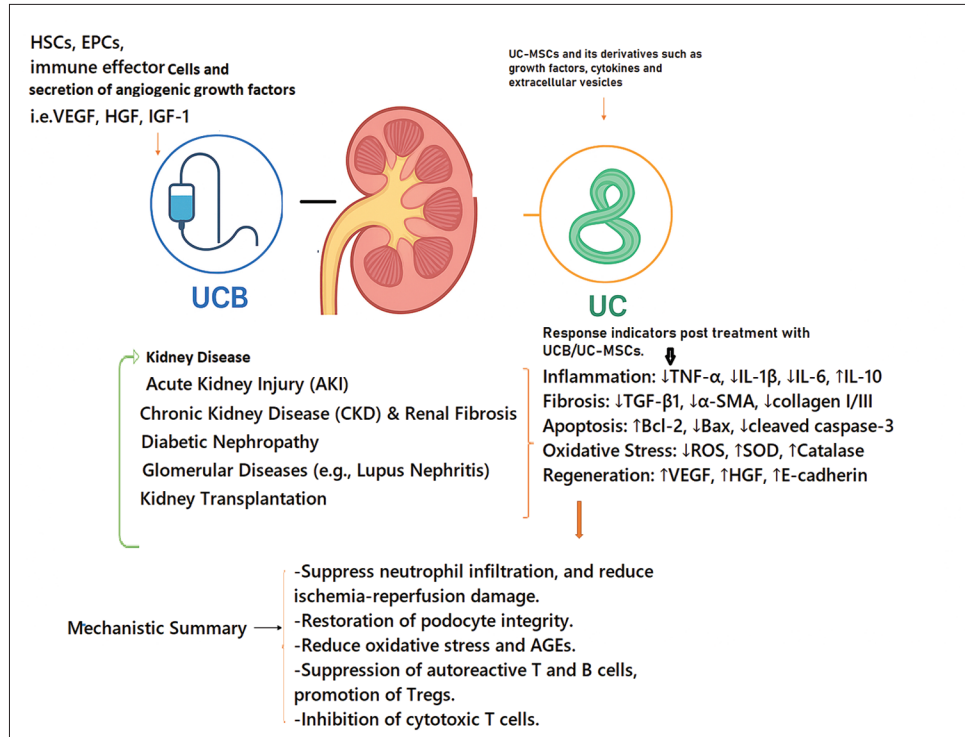 HSCs, EPCs,
immune effector Cells and
secretion of angiogenic growth factors
i.e.VEGF, HGF, IGF-1
UC-MSCs and its derivatives such as
growth factors, cytokines and
extracellular vesicles
UCB
UC
Kidney Disease
Acute Kidney Injury (AKI)
Chronic Kidney Disease (CKD) & Renal Fibrosis
Diabetic Nephropathy
Glomerular Diseases (e.g., Lupus Nephritis)
Kidney Transplantation
Response indicators post treatment with
UCB/UC-MSCs.
Inflammation: ↓TNF-α, ↓IL-1β, ↓IL-6, ↑IL-10
Fibrosis: ↓TGF-β1, ↓α-SMA, ↓collagen I/III
Apoptosis: ↑Bcl-2, ↓Bax, ↓cleaved caspase-3
Oxidative Stress: ↓ROS, ↑SOD, ↑Catalase
Regeneration: ↑VEGF, ↑HGF, ↑E-cadherin
Mechanistic Summary
-Suppress neutrophil infiltration, and reduce
ischemia-reperfusion damage.
-Restoration of podocyte integrity.
-Reduce oxidative stress and AGEs.
-Suppression of autoreactive T and B cells,
promotion of Tregs.
-Inhibition of cytotoxic T cells.